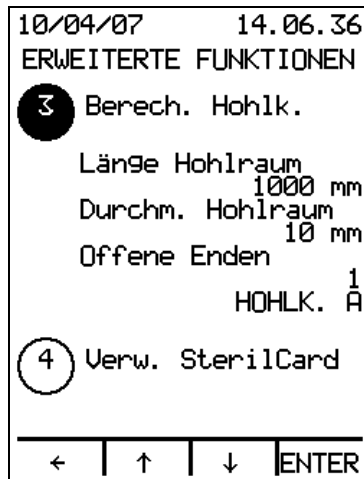 10/04/07 14.06.36
ERWEITERTE FUNKTIONEN
3 Berech. Hohlk.
Länge Hohlraum
1000 mm
Durchm. Hohlraum
10 mm
Offene Enden
1
HOHLK. A
4 Verw. SterilCard
← ↑ ↓ ENTER